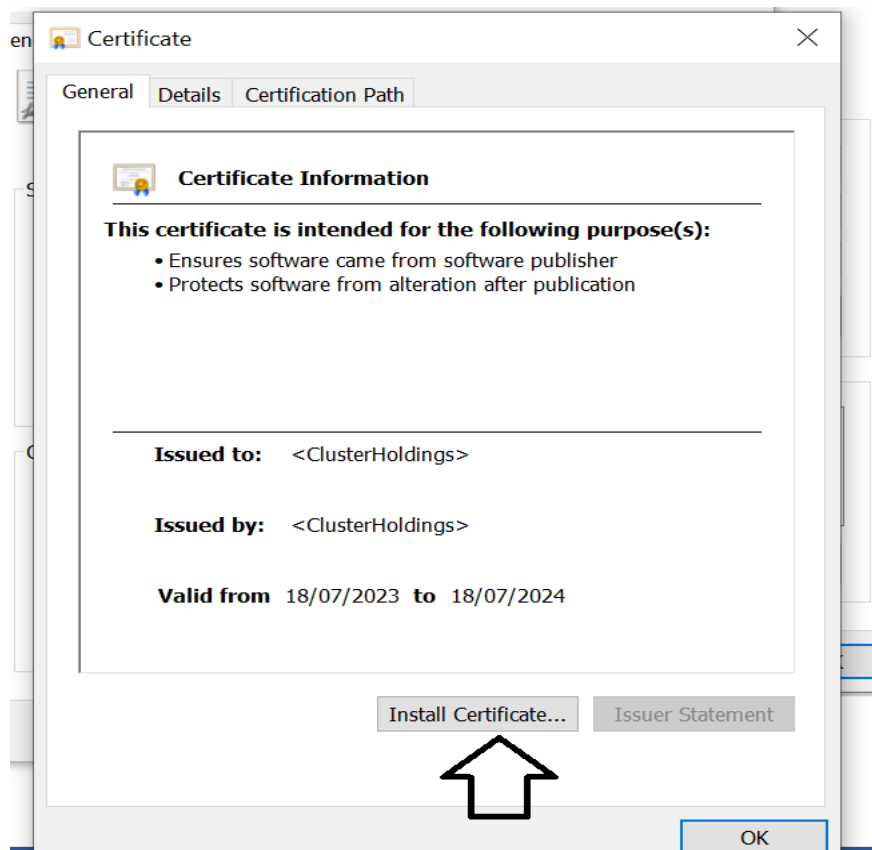 en
Certificate
General Details Certification Path
Certificate Information
This certificate is intended for the following purpose(s):
• Ensures software came from software publisher
• Protects software from alteration after publication
Issued to: <ClusterHoldings>
Issued by: <ClusterHoldings>
Valid from 18/07/2023 to 18/07/2024
Install Certificate... Issuer Statement
OK